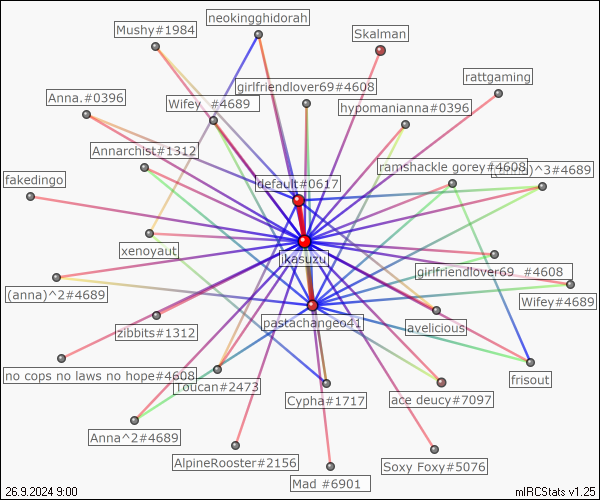 neokingghidorah
Mushy#1984
Skalman
rattgaming
girlfriendlover69#4608
Anna.#0396
Wifey_#4689
hypomanianna#0396
Annarchist#1312
ramshackle gorey#4608
)^3#4689
fakedingo
default#0617
xenoyaut
ikasuzu
girlfriendlover69_#4608
(anna)^2#4689
Wifey#4689
pastachangeo41
ayelicious
zibbits#1312
no cops no laws no hope#4608
frisout
Toucan#2473
Cypha#1717
ace deucy#7097
Anna^2#4689
AlpineRooster#2156
Soxy Foxy#5076
Mad_#6901
26.9.2024 9:00
mIRCStats v1.25